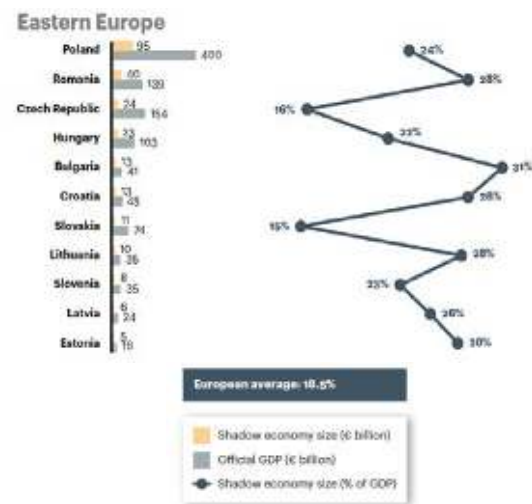 Eastern Europe
Poland 95 400 24%
Romania 40 139 28%
Czech Republic 24 154 16%
Hungary 23 103 22%
Bulgaria 13 41 31%
Croatia 13 28%
Slovakia 11 74 15%
Lithuania 10 28%
Slovenia 8 35 23%
Latvia 6 24 26%
Estonia 5 18
European average: 18.5%
Shadow economy size (€ billion)
Official GDP (€ billion)
Shadow economy size (% of GDP)